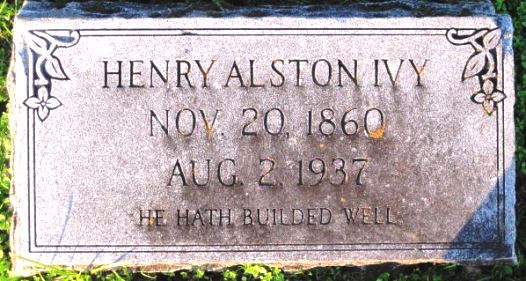 HENRY ALSTON IVY
NOV. 20, 1860
AUG. 2, 1937
HE HATH BUILDED WELL.